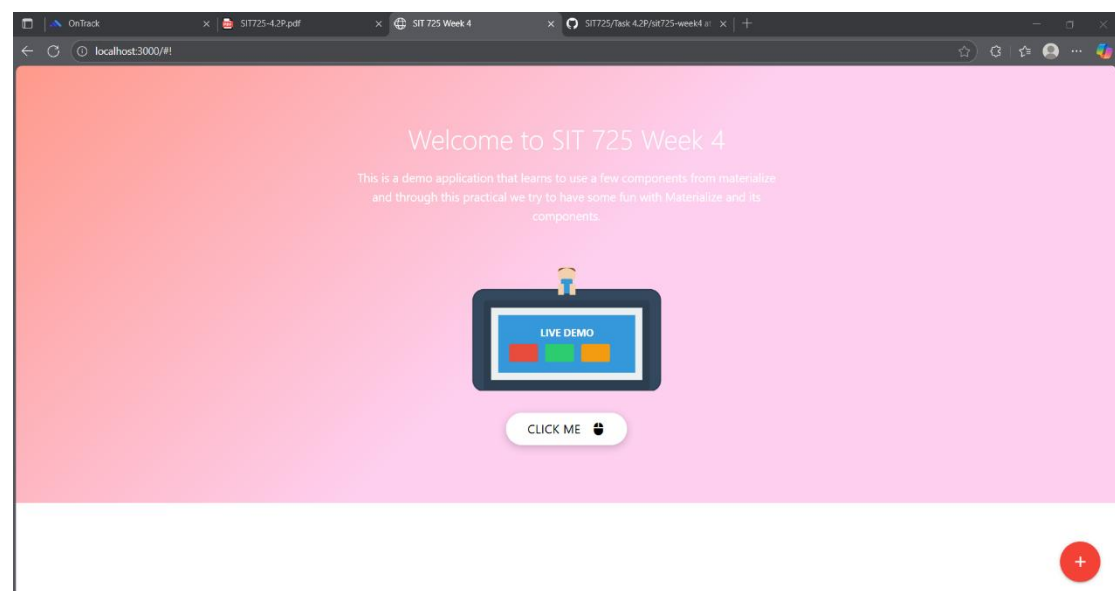 OnTrack
SIT725-4.2P.pdf
SIT 725 Week 4
SIT725/Task 4.2P/sit725-week4 at
localhost:3000/#!
Welcome to SIT 725 Week 4
This is a demo application that learns to use a few components from materialize
and through this practical we try to have some fun with Materialize and its
components.
LIVE DEMO
CLICK ME
+